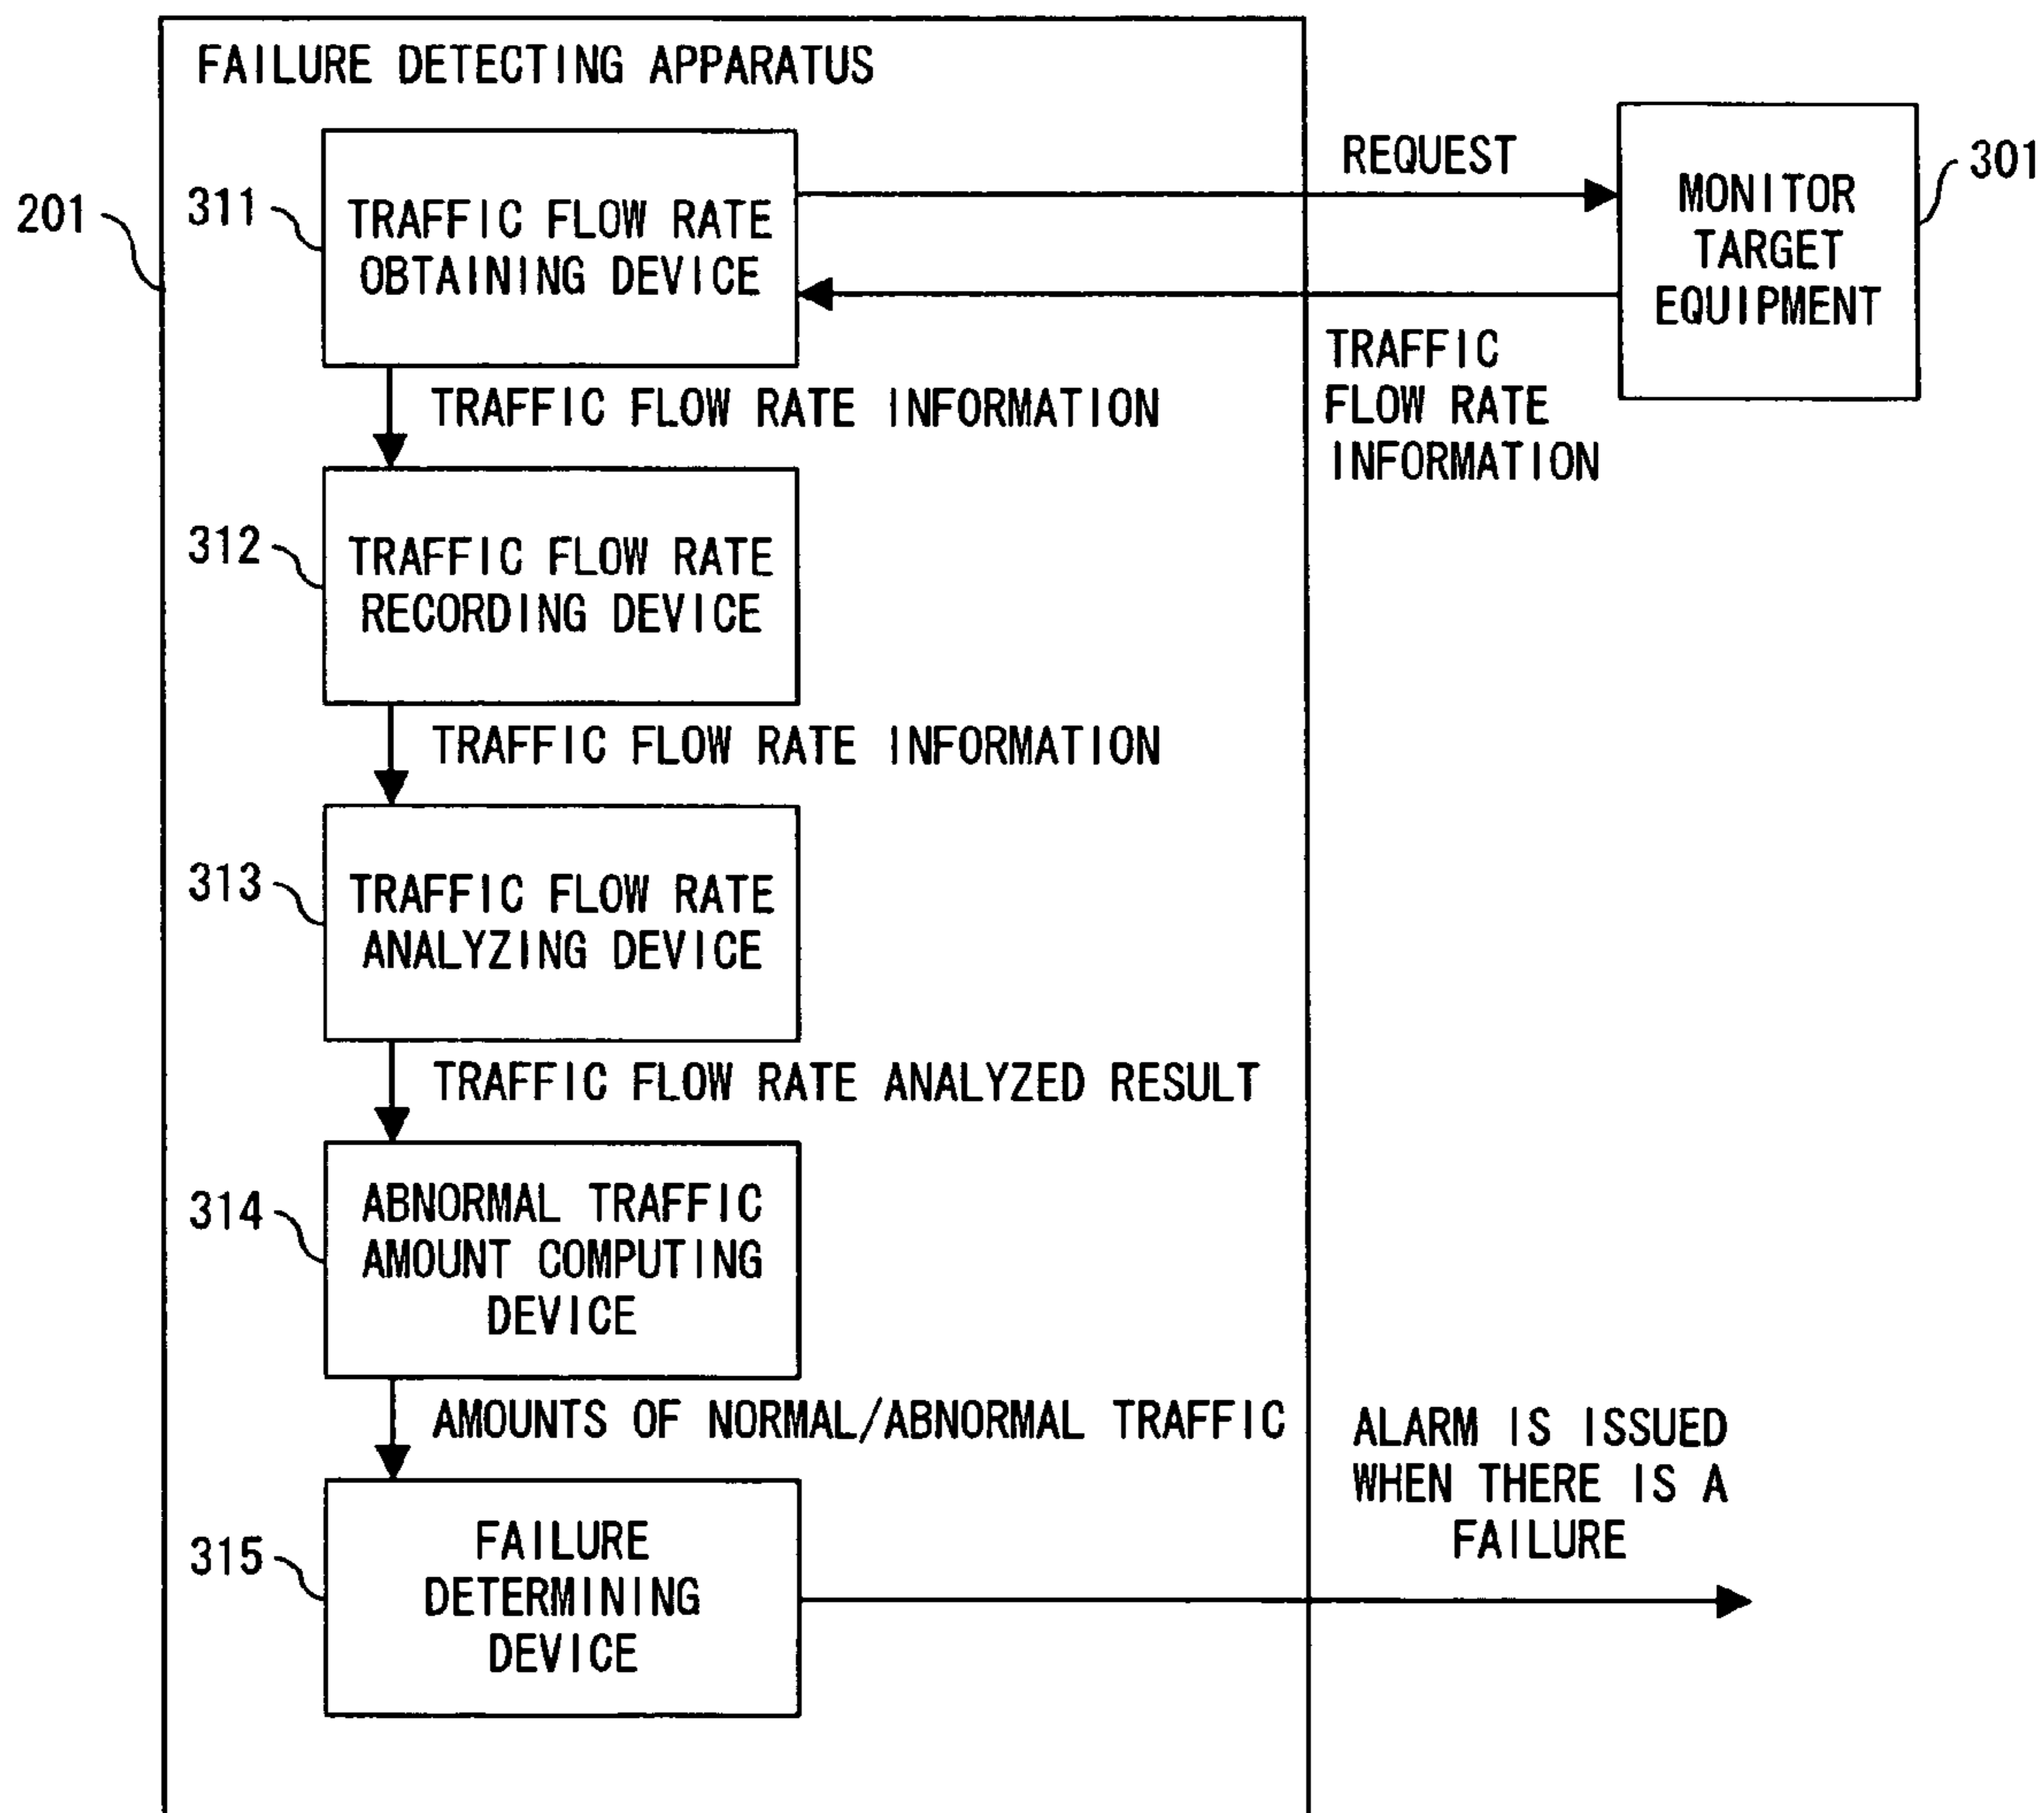 FAILURE DETECTING APPARATUS
201
311
TRAFFIC FLOW RATE
OBTAINING DEVICE
REQUEST
MONITOR
TARGET
EQUIPMENT
301
TRAFFIC
FLOW RATE
INFORMATION
TRAFFIC FLOW RATE INFORMATION
312
TRAFFIC FLOW RATE
RECORDING DEVICE
TRAFFIC FLOW RATE INFORMATION
313
TRAFFIC FLOW RATE
ANALYZING DEVICE
TRAFFIC FLOW RATE ANALYZED RESULT
314
ABNORMAL TRAFFIC
AMOUNT COMPUTING
DEVICE
AMOUNTS OF NORMAL/ABNORMAL TRAFFIC
315
FAILURE
DETERMINING
DEVICE
ALARM IS ISSUED
WHEN THERE IS A
FAILURE